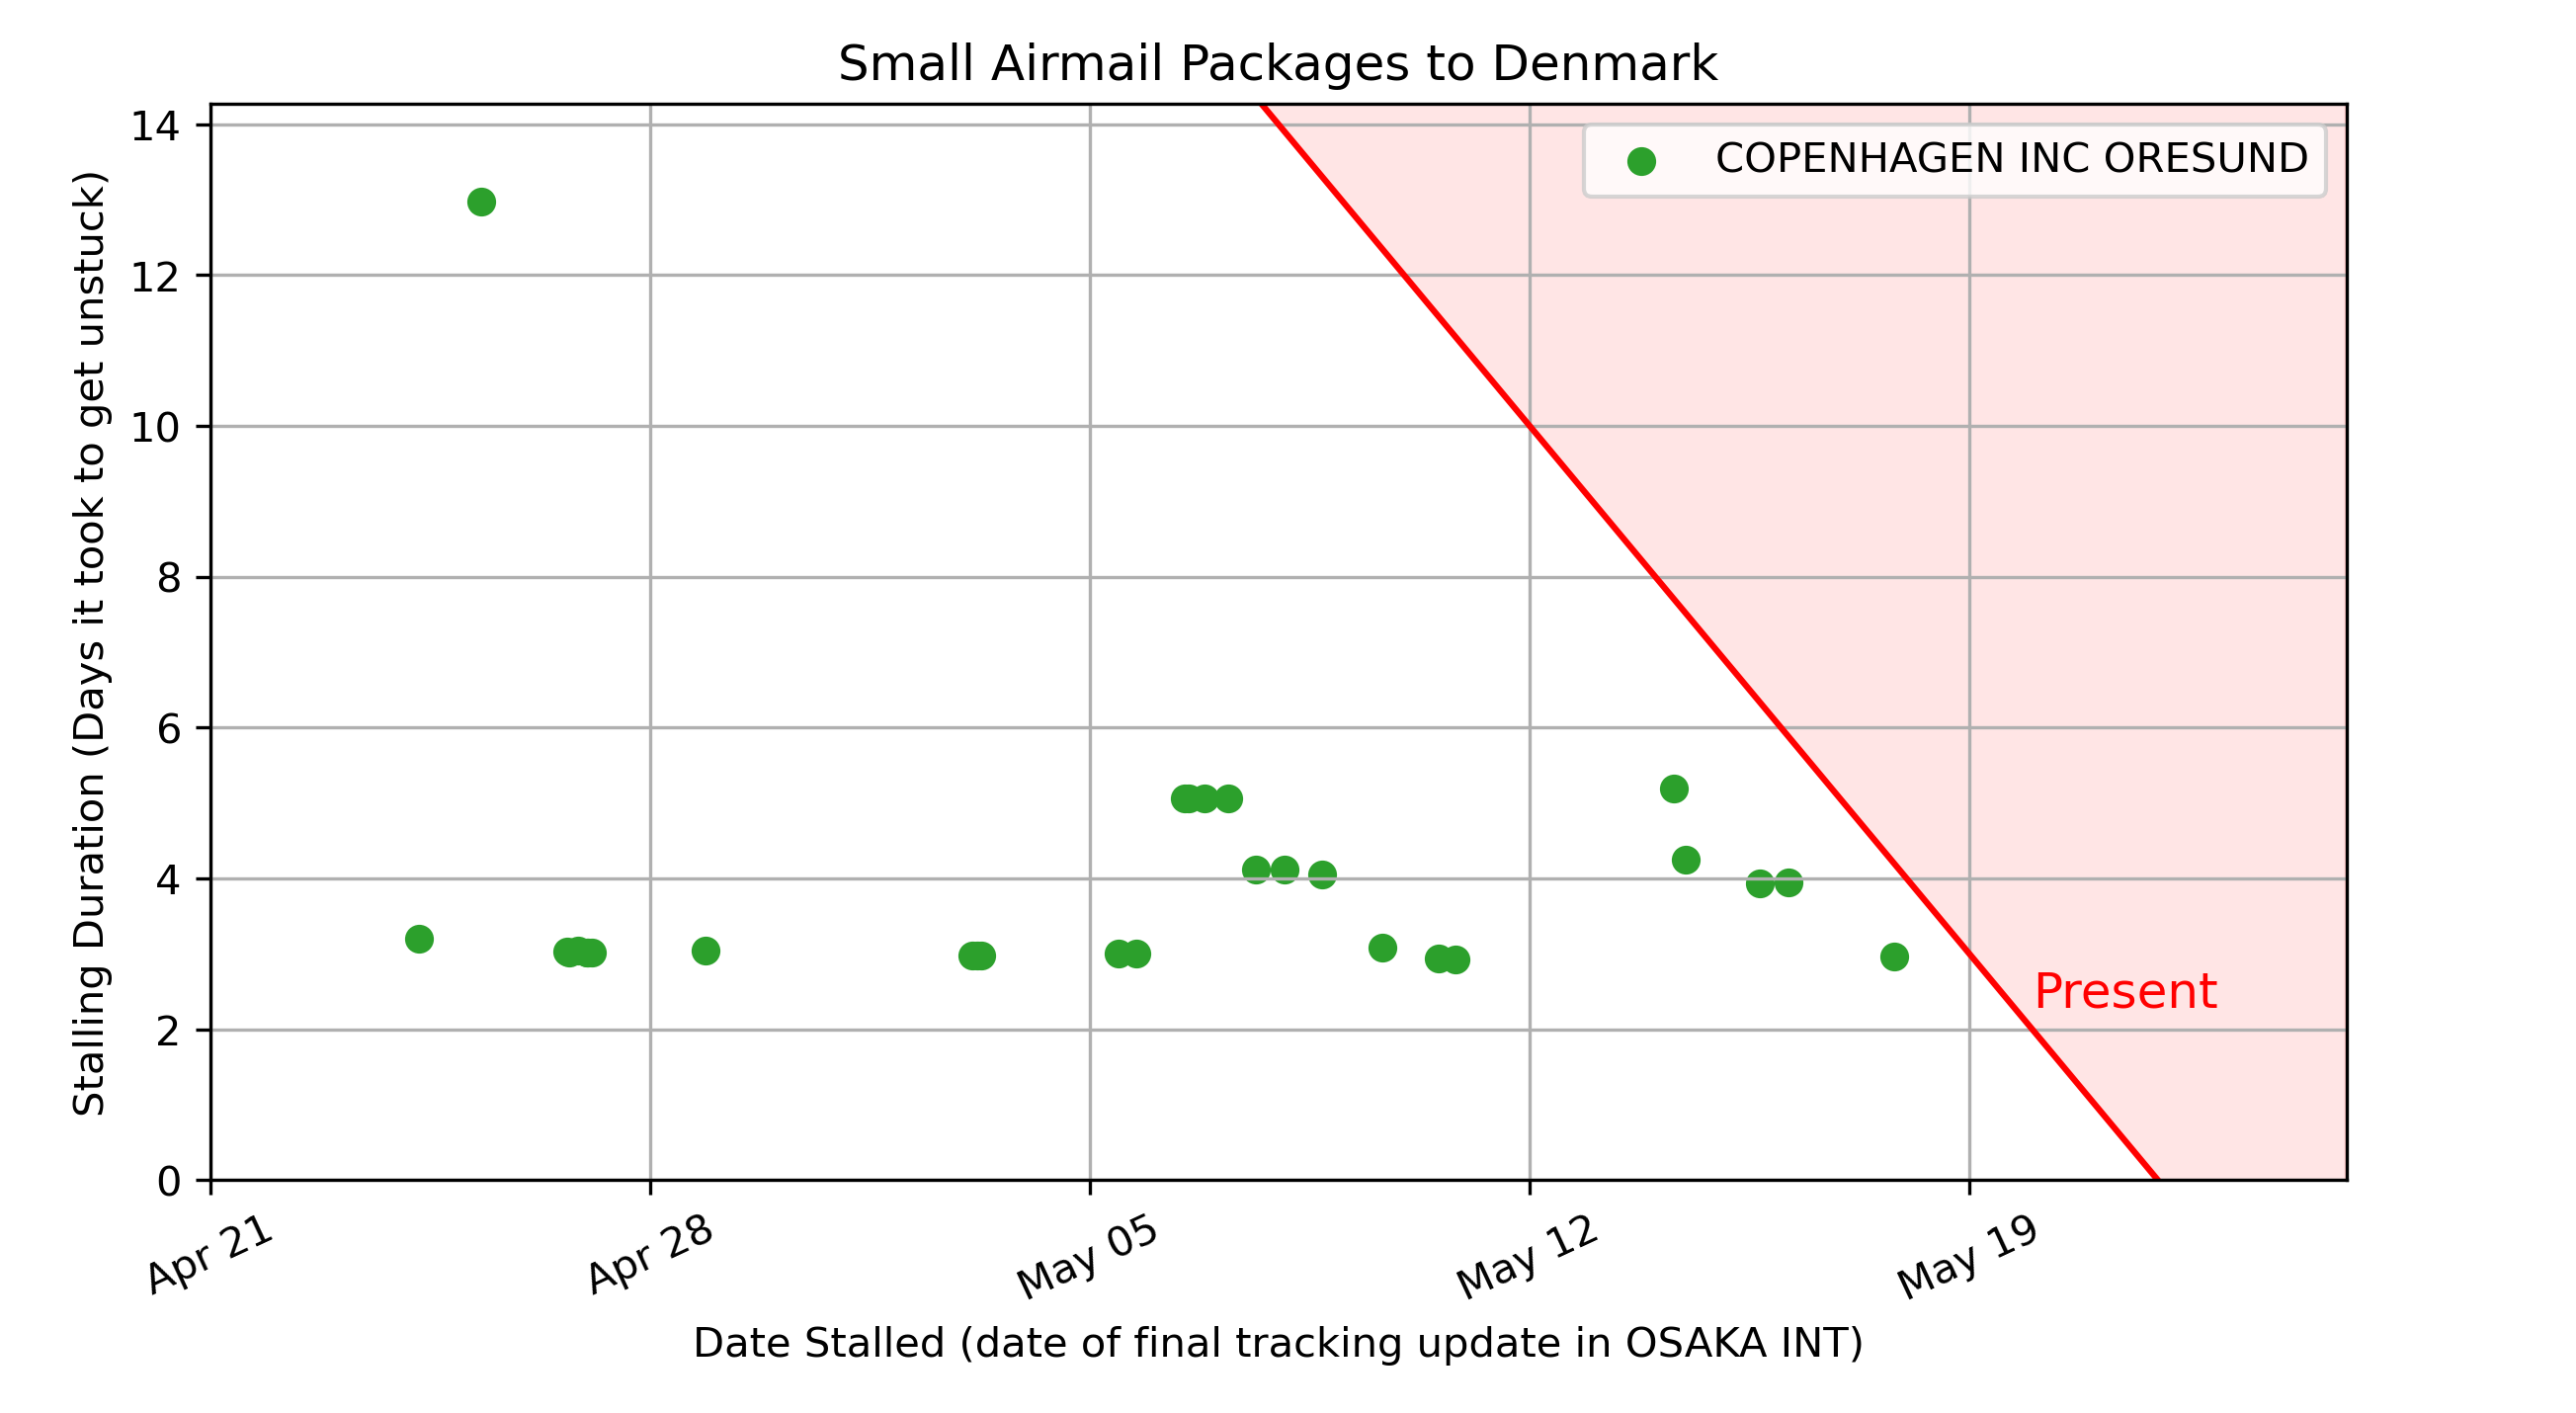 Small Airmail Packages to Denmark
COPENHAGEN INC ORESUND
Stalling Duration (Days it took to get unstuck)
14
12
10
8
6
4
2
0
Present
Apr 21
Apr 28
May 05
May 12
May 19
Date Stalled (date of final tracking update in OSAKA INT)